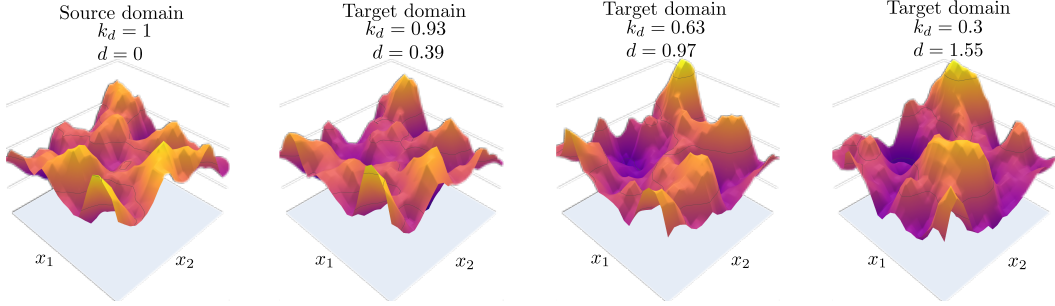 Source domain
k_d = 1
d = 0
x_1
x_2
Target domain
k_d = 0.93
d = 0.39
x_1
x_2
Target domain
k_d = 0.63
d = 0.97
x_1
x_2
Target domain
k_d = 0.3
d = 1.55
x_1
x_2